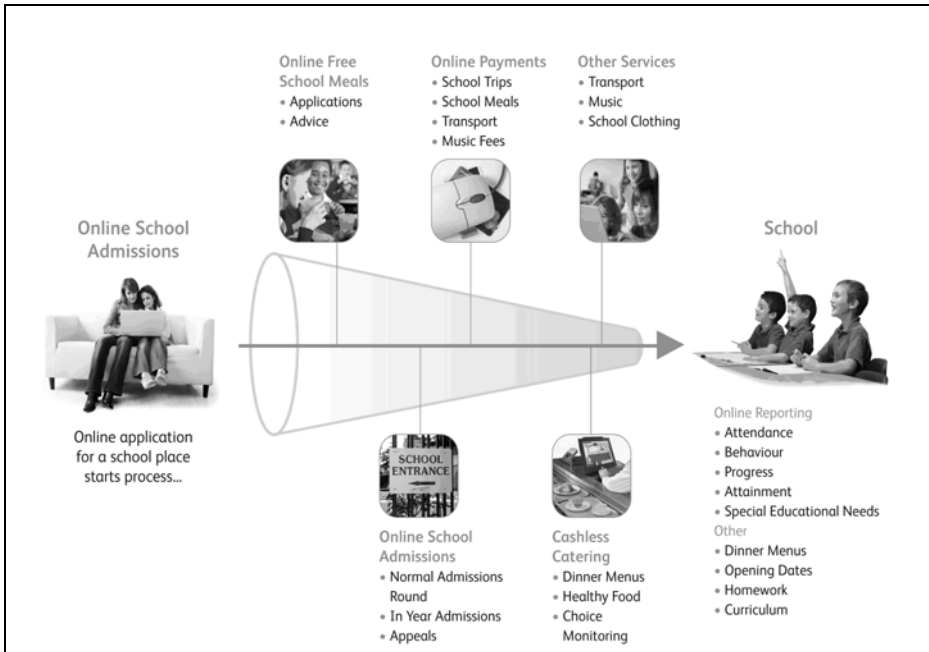 Online Free
School Meals
• Applications
• Advice
Online Payments
• School Trips
• School Meals
• Transport
• Music Fees
Other Services
• Transport
• Music
• School Clothing
Online School
Admissions
Online application
for a school place
starts process...
School
SCHOOL
ENTRANCE
Online School
Admissions
• Normal Admissions
Round
• In Year Admissions
• Appeals
Cashless
Catering
• Dinner Menus
• Healthy Food
• Choice
Monitoring
Online Reporting
• Attendance
• Behaviour
• Progress
• Attainment
• Special Educational Needs
Other
• Dinner Menus
• Opening Dates
• Homework
• Curriculum